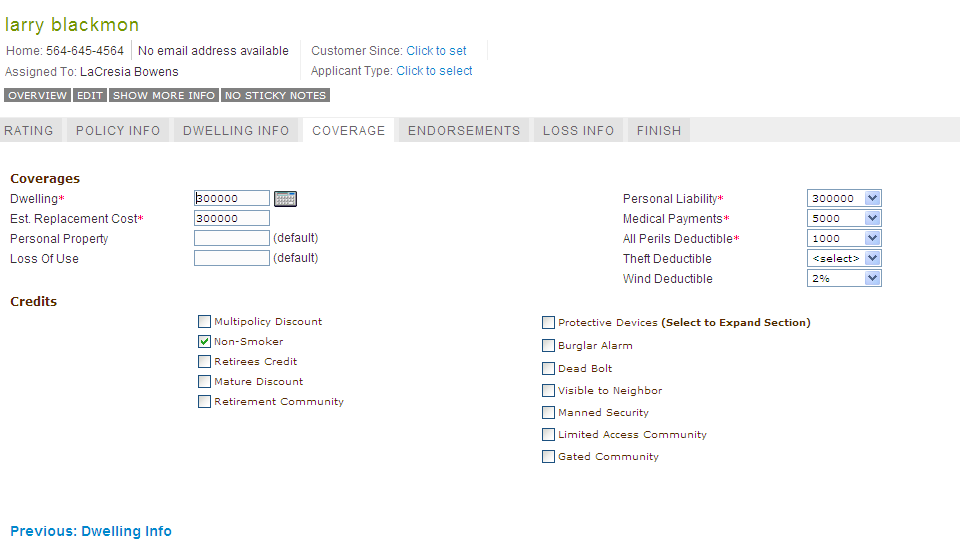 larry blackmon
Home: 564-645-4564 No email address available Customer Since: Click to set
Assigned To: LaCresia Bowens Applicant Type: Click to select
OVERVIEW EDIT SHOW MORE INFO NO STICKY NOTES
RATING POLICY INFO DWELLING INFO COVERAGE ENDORSEMENTS LOSS INFO FINISH
Coverages
Dwelling* 300000 Personal Liability* 300000
Est. Replacement Cost* 300000 Medical Payments* 5000
Personal Property (default) All Perils Deductible* 1000
Loss Of Use (default) Theft Deductible <select>
Wind Deductible 2%
Credits
Multipolicy Discount Protective Devices (Select to Expand Section)
Non-Smoker Burglar Alarm
Retirees Credit Dead Bolt
Mature Discount Visible to Neighbor
Retirement Community Manned Security
Limited Access Community
Gated Community
Previous: Dwelling Info